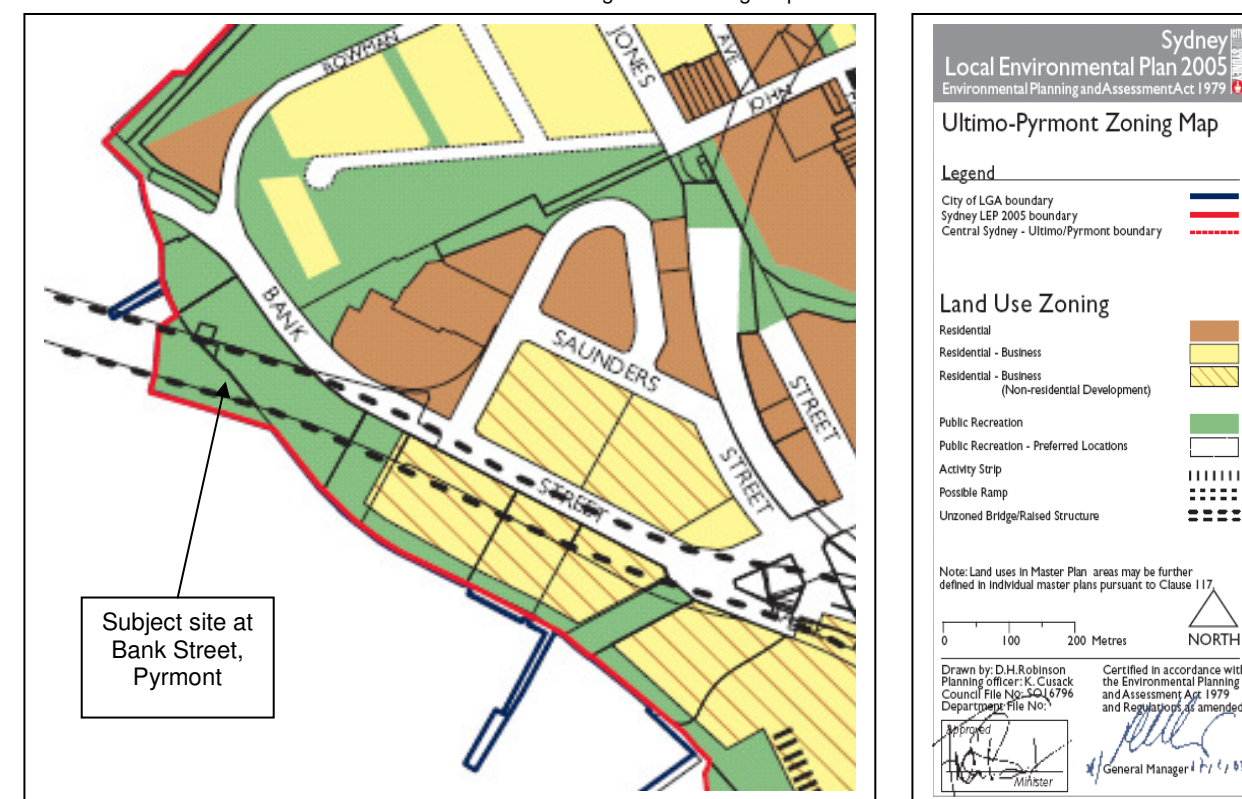 BOWMAN
JONES
AVE
JOHN
BANK
SAUNDERS
STREET
STREET
STREET
Subject site at
Bank Street,
Pyrmont
Sydney
Local Environmental Plan 2005
Environmental Planning and Assessment Act 1979
Ultimo-Pyrmont Zoning Map
Legend
City of LGA boundary
Sydney LEP 2005 boundary
Central Sydney - Ultimo/Pyrmont boundary
Land Use Zoning
Residential
Residential - Business
Residential - Business
(Non-residential Development)
Public Recreation
Public Recreation - Preferred Locations
Activity Strip
Possible Ramp
Unzoned Bridge/Raised Structure
Note: Land uses in Master Plan areas may be further
defined in individual master plans pursuant to Clause 117.
0 100 200 Metres
NORTH
Drawn by: D.H.Robinson
Planning officer: K. Cusack
Council File No: SO16796
Department File No:
Certified in accordance with
the Environmental Planning
and Assessment Act 1979
and Regulations as amended
Approved
Minister
General Manager